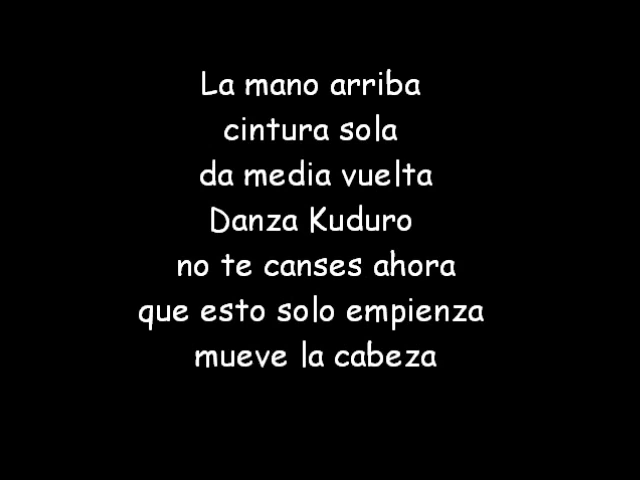 La mano arriba
cintura sola
da media vuelta
Danza Kuduro
no te canses ahora
que esto solo empienza
mueve la cabeza